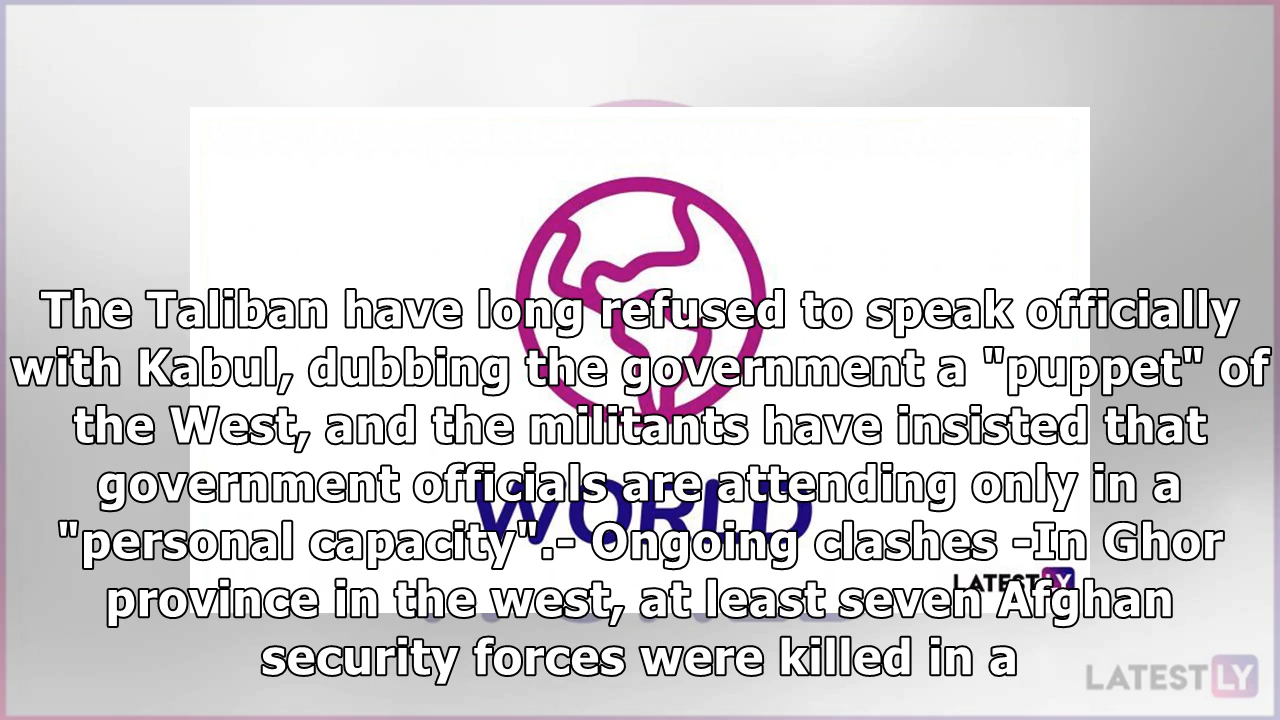 The Taliban have long refused to speak officially
with Kabul, dubbing the government a "puppet" of
the West, and the militants have insisted that
government officials are attending only in a
WORLD
"personal capacity".- Ongoing clashes -In Ghor
LATESTLY
province in the west, at least seven Afghan
security forces were killed in a
LATESTLY